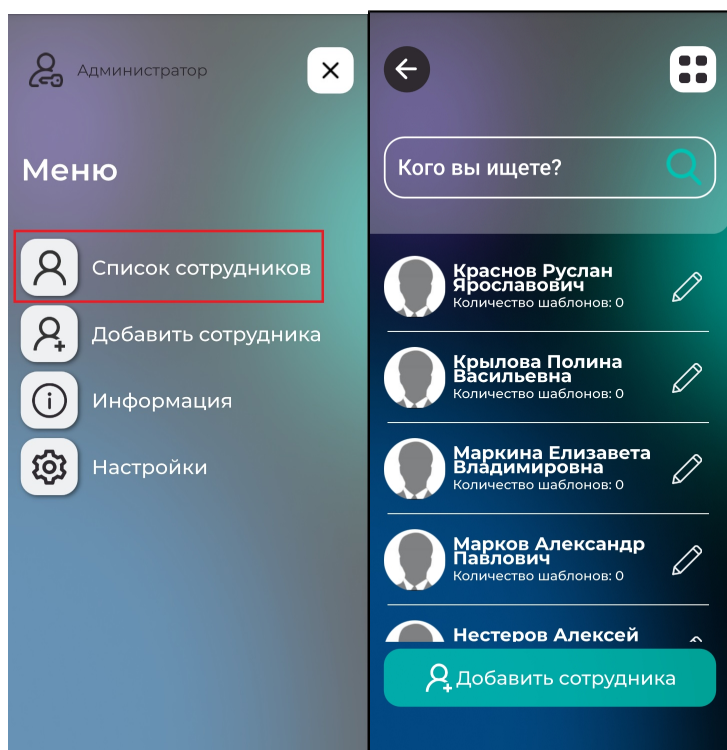 Администратор
Меню
Список сотрудников
Добавить сотрудника
Информация
Настройки
Кого вы ищете?
Краснов Руслан
Ярославович
Количество шаблонов: 0
Крылова Полина
Васильевна
Количество шаблонов: 0
Маркина Елизавета
Владимировна
Количество шаблонов: 0
Марков Александр
Павлович
Количество шаблонов: 0
Нестеров Алексей
Добавить сотрудника